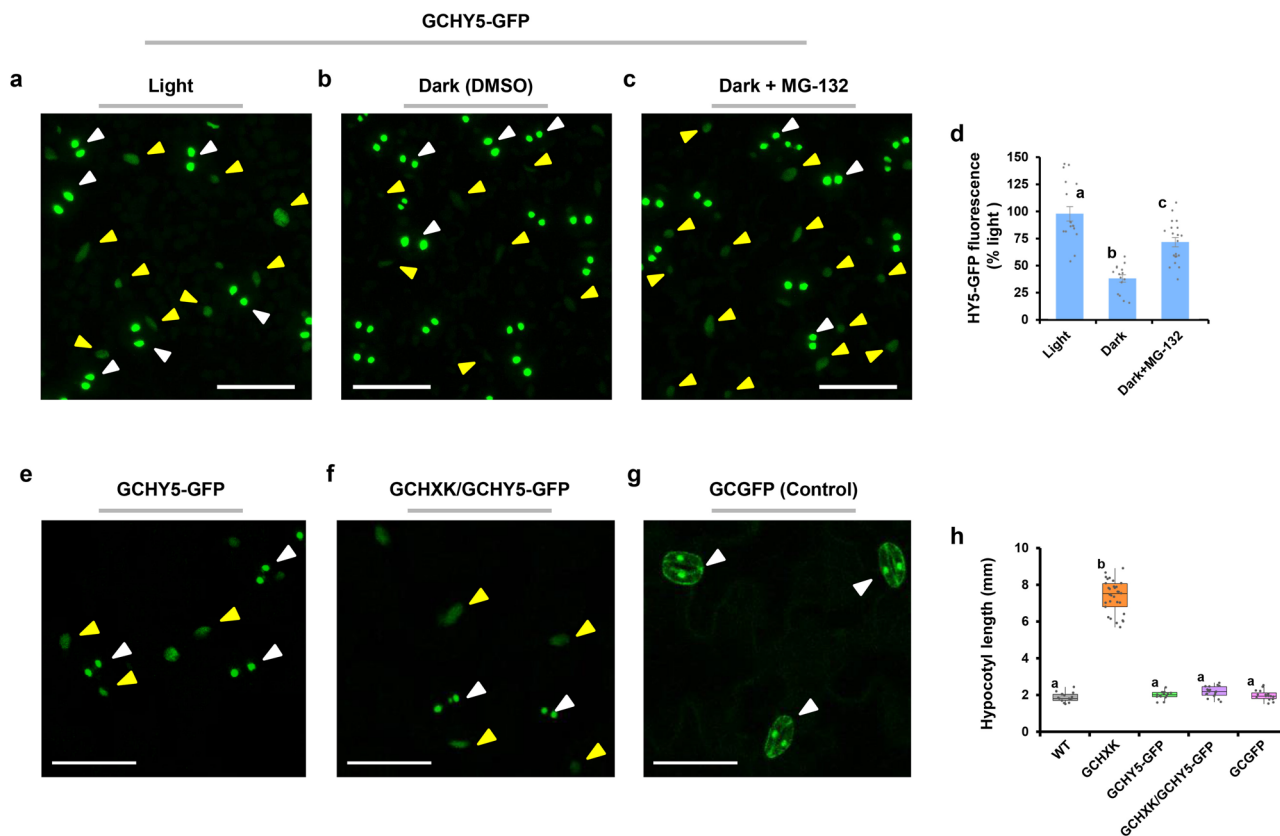 GCHY5-GFP
a
Light
b
Dark (DMSO)
c
Dark + MG-132
d
HY5-GFP fluorescence
(% light )
150
125
100
75
50
25
0
a
b
c
Light
Dark
Dark+MG-132
e
GCHY5-GFP
f
GCHXK/GCHY5-GFP
g
GCGFP (Control)
h
Hypocotyl length (mm)
10
8
6
4
2
0
a
b
a
a
a
WT
GCHXK
GCHY5-GFP
GCHXK/GCHY5-GFP
GCGFP